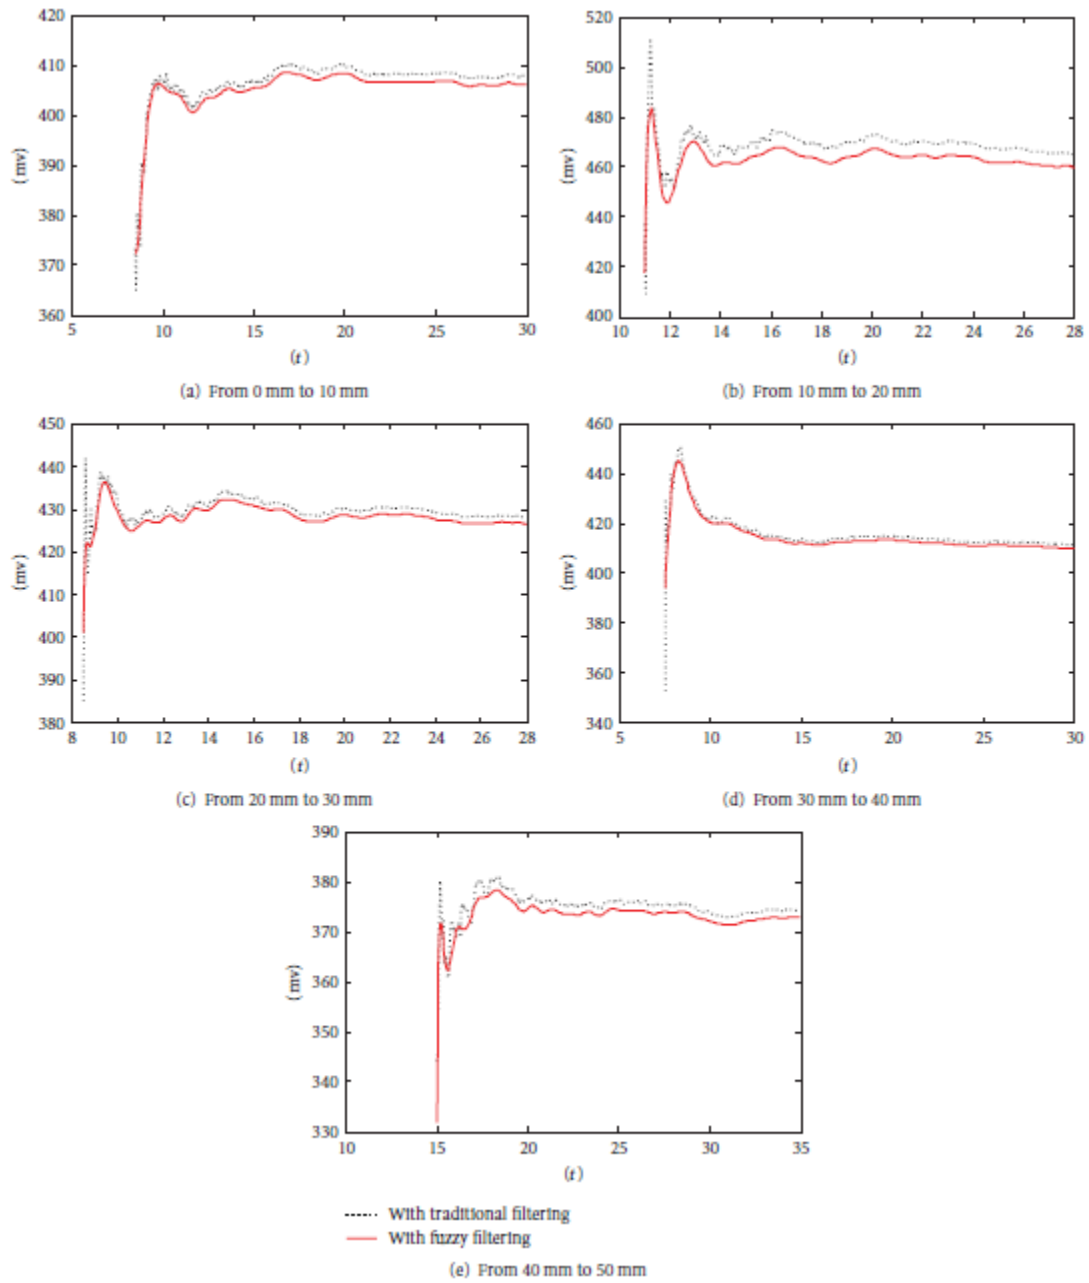 420
410
400
390
380
370
360
(mv)
5 10 15 20 25 30
(t)
(a) From 0 mm to 10 mm
520
500
480
460
440
420
400
(mv)
10 12 14 16 18 20 22 24 26 28
(t)
(b) From 10 mm to 20 mm
450
440
430
420
410
400
390
380
(mv)
8 10 12 14 16 18 20 22 24 26 28
(t)
(c) From 20 mm to 30 mm
460
440
420
400
380
360
340
(mv)
5 10 15 20 25 30
(t)
(d) From 30 mm to 40 mm
390
380
370
360
350
340
330
(mv)
10 15 20 25 30 35
(t)
With traditional filtering
With fuzzy filtering
(e) From 40 mm to 50 mm